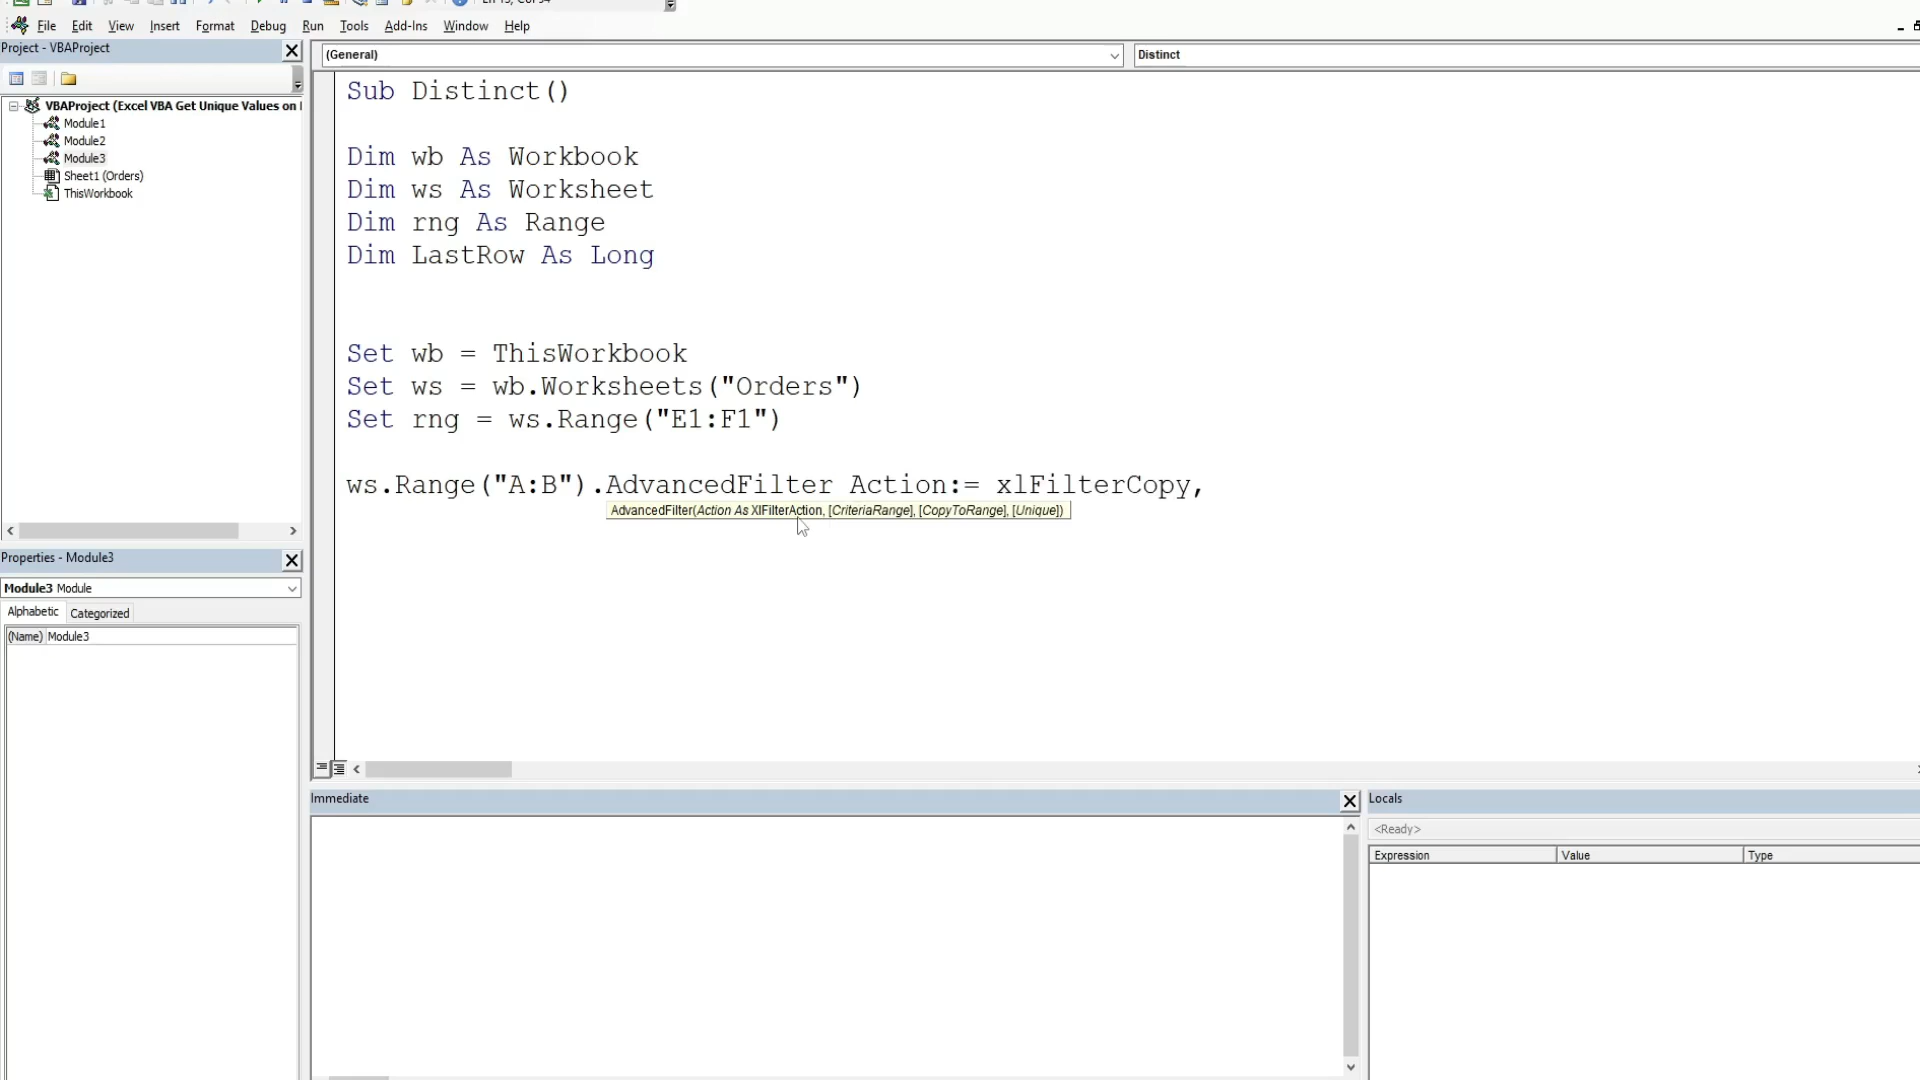 File Edit View Insert Format Debug Run Tools Add-Ins Window Help
Project - VBAProject
(General) Distinct
VBAProject (Excel VBA Get Unique Values on
Module1
Module2
Module3
Sheet1 (Orders)
ThisWorkbook
Sub Distinct()
Dim wb As Workbook
Dim ws As Worksheet
Dim rng As Range
Dim LastRow As Long
Set wb = ThisWorkbook
Set ws = wb.Worksheets("Orders")
Set rng = ws.Range("E1:F1")
ws.Range("A:B").AdvancedFilter Action:= xlFilterCopy,
AdvancedFilter(Action As XlFilterAction, [CriteriaRange], [CopyToRange], [Unique])
Properties - Module3
Module3 Module
Alphabetic Categorized
(Name) Module3
Immediate
Locals
<Ready>
Expression Value Type